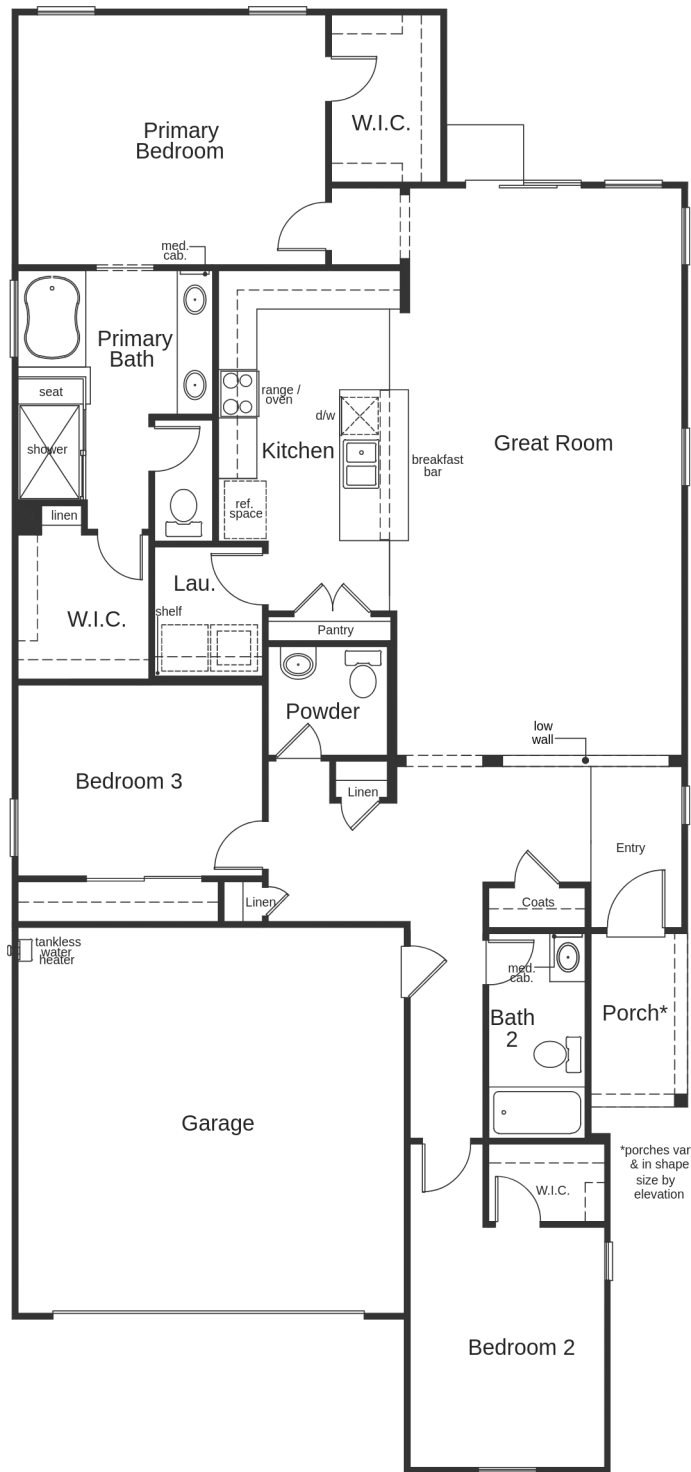 Primary
Bedroom
W.I.C.
med.
cab.
Primary
Bath
seat
range /
oven
d/w
Great Room
shower
Kitchen
breakfast
bar
ref.
space
linen
Lau.
shelf
W.I.C.
Pantry
Powder
low
wall
Bedroom 3
Linen
Entry
Linen
Coats
tankless
water
heater
med.
cab.
Bath
2
Porch*
Garage
*porches var
& in shape
size by
elevation
W.I.C.
Bedroom 2